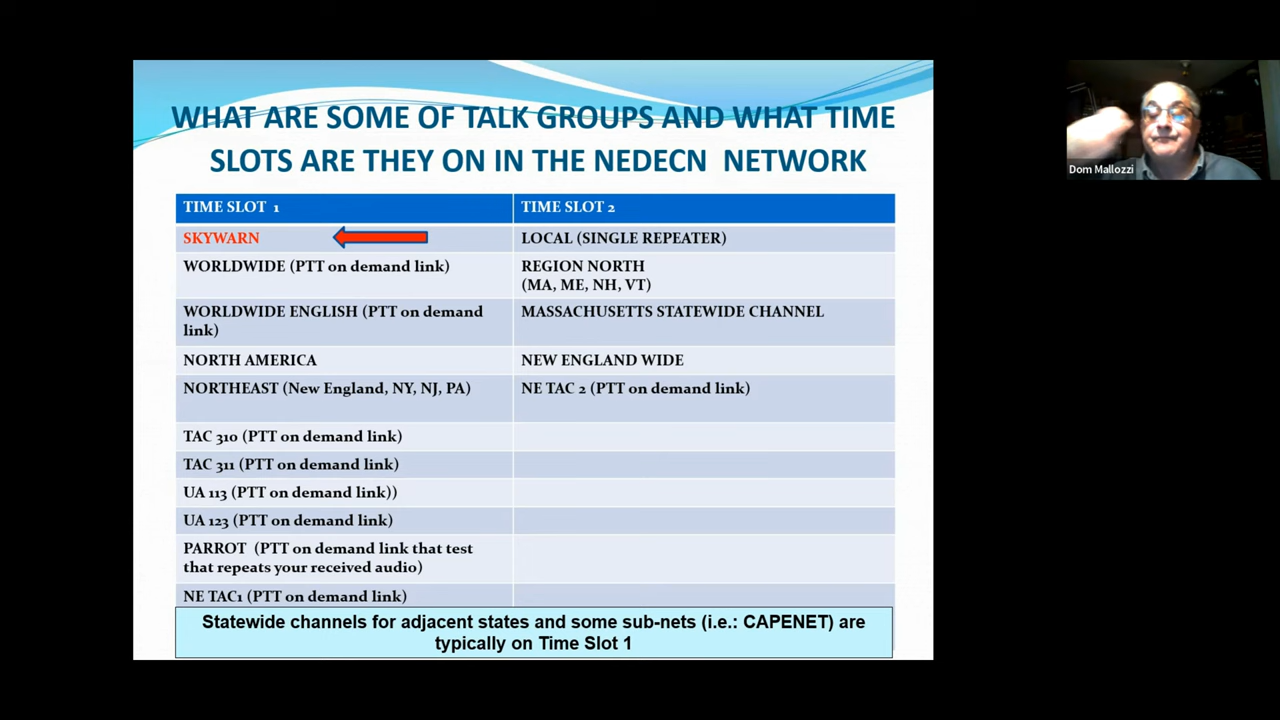 WHAT ARE SOME OF TALK GROUPS AND WHAT TIME
SLOTS ARE THEY ON IN THE NEDECN NETWORK
TIME SLOT 1
TIME SLOT 2
SKYWARN
LOCAL (SINGLE REPEATER)
WORLDWIDE (PTT on demand link)
REGION NORTH
(MA, ME, NH, VT)
WORLDWIDE ENGLISH (PTT on demand
link)
MASSACHUSETTS STATEWIDE CHANNEL
NORTH AMERICA
NEW ENGLAND WIDE
NORTHEAST (New England, NY, NJ, PA)
NE TAC 2 (PTT on demand link)
TAC 310 (PTT on demand link)
TAC 311 (PTT on demand link)
UA 113 (PTT on demand link))
UA 123 (PTT on demand link)
PARROT (PTT on demand link that test
that repeats your received audio)
NE TAC1 (PTT on demand link)
Statewide channels for adjacent states and some sub-nets (i.e.: CAPENET) are
typically on Time Slot 1
Dom Mallozzi